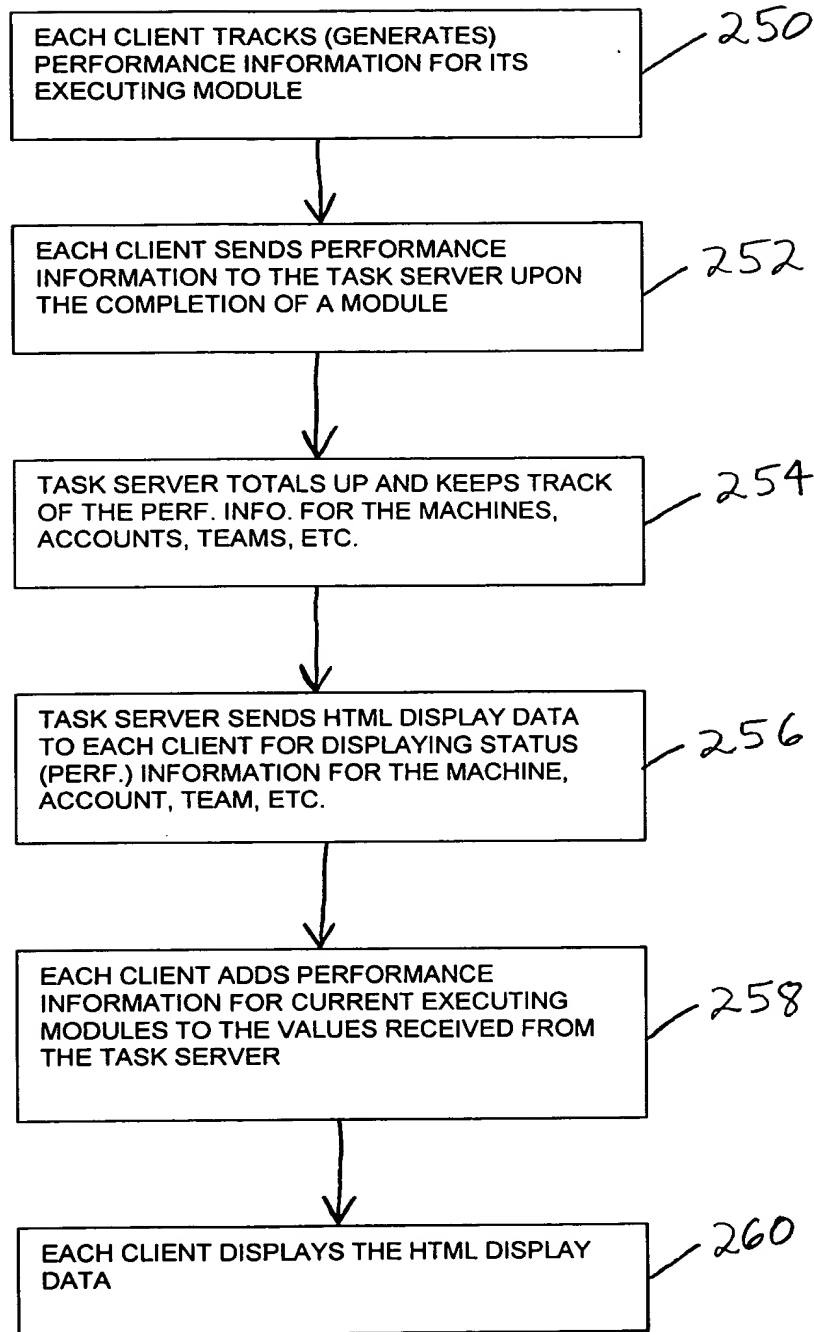 EACH CLIENT TRACKS (GENERATES)
PERFORMANCE INFORMATION FOR ITS
EXECUTING MODULE
250
EACH CLIENT SENDS PERFORMANCE
INFORMATION TO THE TASK SERVER UPON
THE COMPLETION OF A MODULE
252
TASK SERVER TOTALS UP AND KEEPS TRACK
OF THE PERF. INFO. FOR THE MACHINES,
ACCOUNTS, TEAMS, ETC.
254
TASK SERVER SENDS HTML DISPLAY DATA
TO EACH CLIENT FOR DISPLAYING STATUS
(PERF.) INFORMATION FOR THE MACHINE,
ACCOUNT, TEAM, ETC.
256
EACH CLIENT ADDS PERFORMANCE
INFORMATION FOR CURRENT EXECUTING
MODULES TO THE VALUES RECEIVED FROM
THE TASK SERVER
258
EACH CLIENT DISPLAYS THE HTML DISPLAY
DATA
260